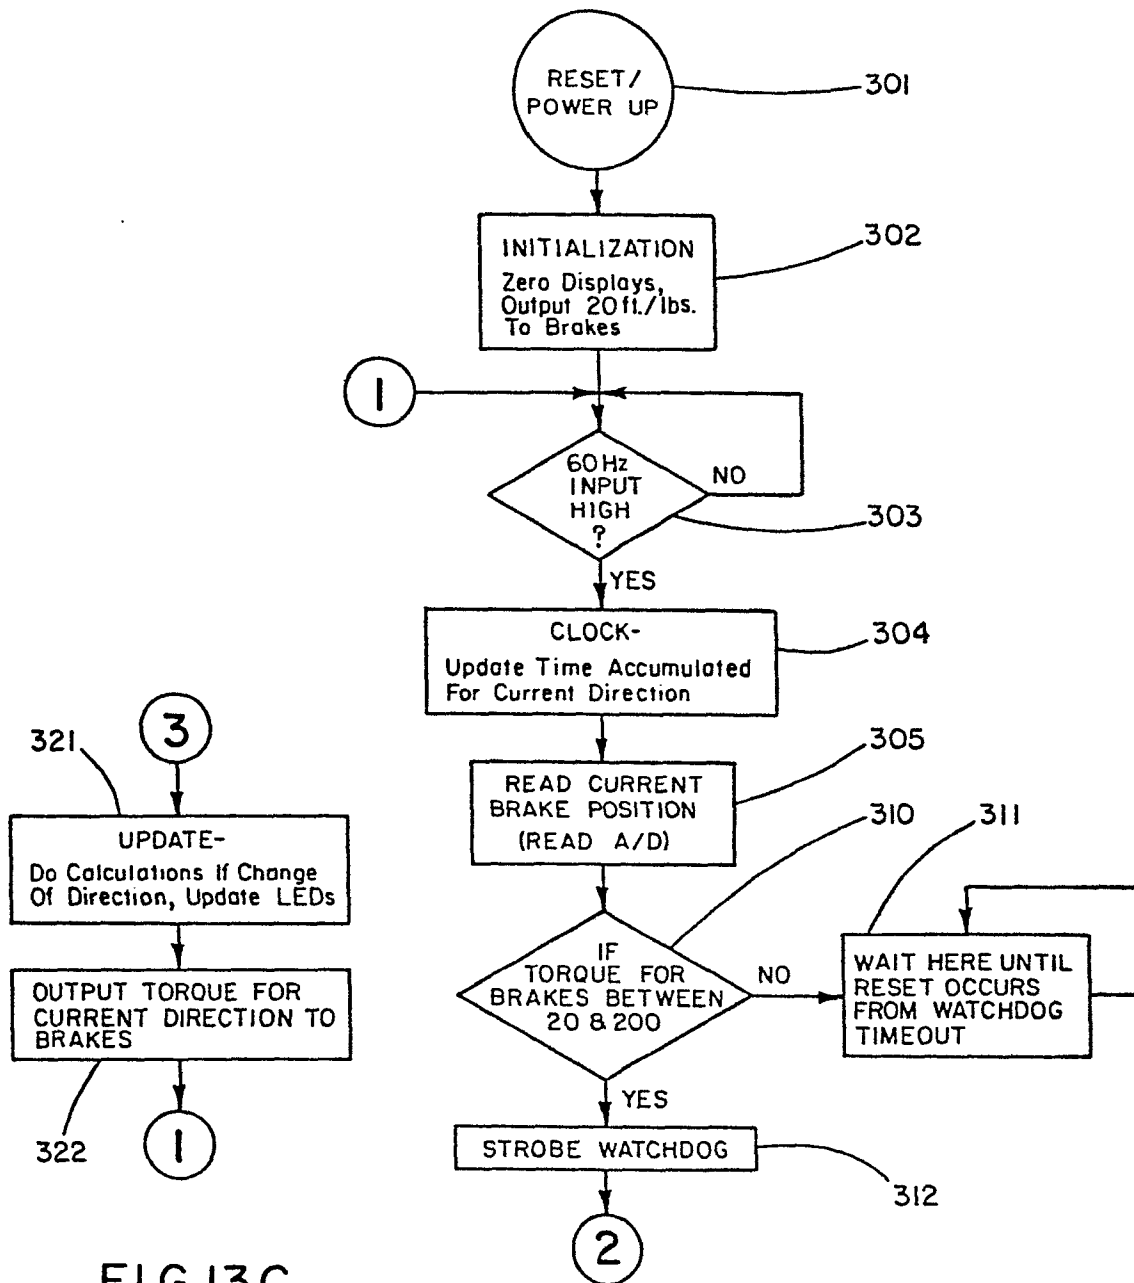 RESET/
POWER UP
301
INITIALIZATION
Zero Displays,
Output 20 ft./lbs.
To Brakes
302
1
60 Hz
INPUT
HIGH
?
NO
303
YES
CLOCK-
Update Time Accumulated
For Current Direction
304
READ CURRENT
BRAKE POSITION
(READ A/D)
305
IF
TORQUE FOR
BRAKES BETWEEN
20 & 200
310
NO
311
WAIT HERE UNTIL
RESET OCCURS
FROM WATCHDOG
TIMEOUT
YES
STROBE WATCHDOG
312
2
3
321
UPDATE-
Do Calculations If Change
Of Direction, Update LEDs
OUTPUT TORQUE FOR
CURRENT DIRECTION TO
BRAKES
322
1
FIG.13C